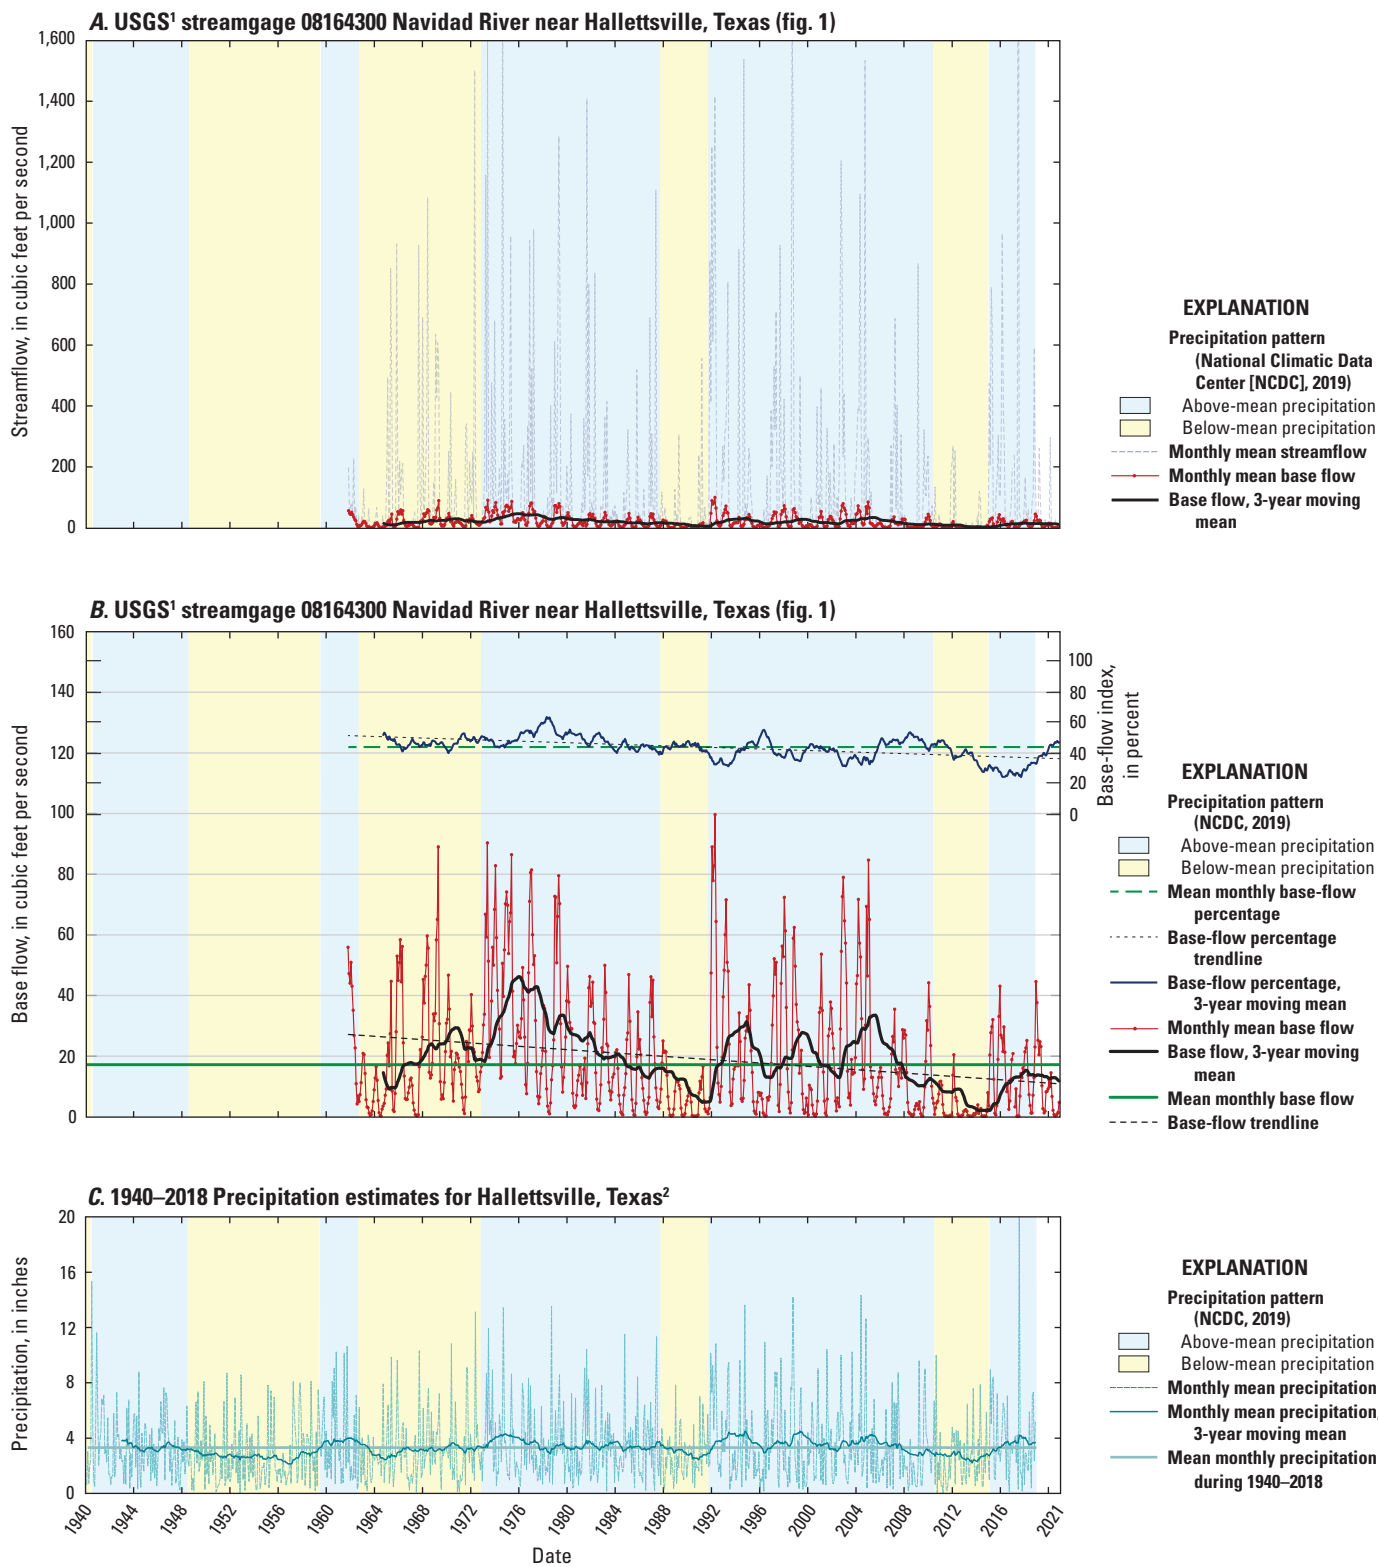 A. USGS¹ streamgage 08164300 Navidad River near Hallettsville, Texas (fig. 1)
1,600
1,400
1,200
1,000
800
600
400
200
0
Streamflow, in cubic feet per second
EXPLANATION
Precipitation pattern
(National Climatic Data
Center [NCDC], 2019)
Above-mean precipitation
Below-mean precipitation
Monthly mean streamflow
Monthly mean base flow
Base flow, 3-year moving
mean
B. USGS¹ streamgage 08164300 Navidad River near Hallettsville, Texas (fig. 1)
160
140
120
100
80
60
40
20
0
Base flow, in cubic feet per second
100
80
60
40
20
0
Base-flow index,
in percent
EXPLANATION
Precipitation pattern
(NCDC, 2019)
Above-mean precipitation
Below-mean precipitation
Mean monthly base-flow
percentage
Base-flow percentage
trendline
Base-flow percentage,
3-year moving mean
Monthly mean base flow
Base flow, 3-year moving
mean
Mean monthly base flow
Base-flow trendline
C. 1940–2018 Precipitation estimates for Hallettsville, Texas²
20
16
12
8
4
0
Precipitation, in inches
1940 1944 1948 1952 1956 1960 1964 1968 1972 1976 1980 1984 1988 1992 1996 2000 2004 2008 2012 2016 2021
Date
EXPLANATION
Precipitation pattern
(NCDC, 2019)
Above-mean precipitation
Below-mean precipitation
Monthly mean precipitation
Monthly mean precipitation,
3-year moving mean
Mean monthly precipitation
during 1940–2018